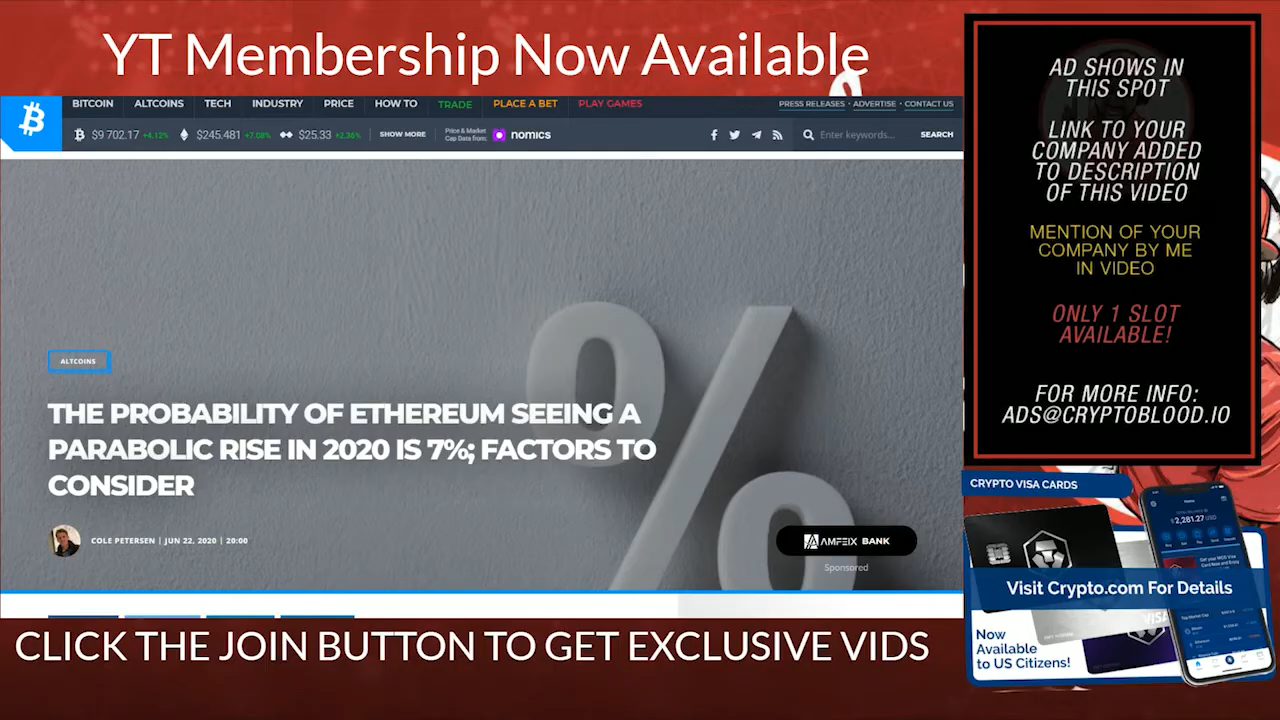 YT Membership Now Available
BITCOIN ALTCOINS TECH INDUSTRY PRICE HOW TO TRADE PLACE A BET PLAY GAMES
PRESS RELEASES • ADVERTISE • CONTACT US
$9 702.17 +4.12% $245.481 +7.08% $25.33 +2.36% SHOW MORE
Price & Market
Cap Data from:
nomics
Enter keywords... SEARCH
ALTCOINS
THE PROBABILITY OF ETHEREUM SEEING A
PARABOLIC RISE IN 2020 IS 7%; FACTORS TO
CONSIDER
COLE PETERSEN | JUN 22, 2020 | 20:00
%
AMFEIX BANK
Sponsored
CLICK THE JOIN BUTTON TO GET EXCLUSIVE VIDS
AD SHOWS IN
THIS SPOT
LINK TO YOUR
COMPANY ADDED
TO DESCRIPTION
OF THIS VIDEO
MENTION OF YOUR
COMPANY BY ME
IN VIDEO
ONLY 1 SLOT
AVAILABLE!
FOR MORE INFO:
ADS@CRYPTOBLOOD.IO
CRYPTO VISA CARDS
$2,281.27 USD
Visit Crypto.com For Details
VISA
Now
Available
to US Citizens!